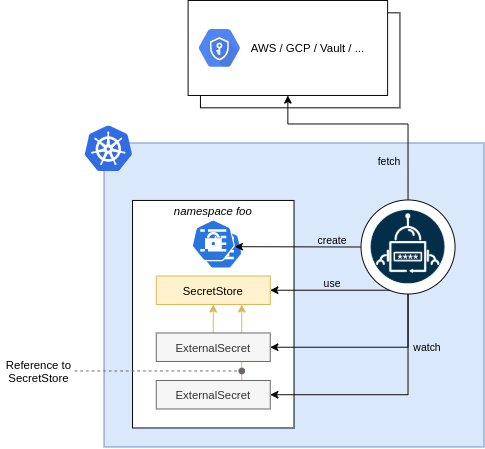 AWS / GCP / Vault / ...
fetch
namespace foo
create
SecretStore
use
ExternalSecret
watch
Reference to
SecretStore
ExternalSecret
****